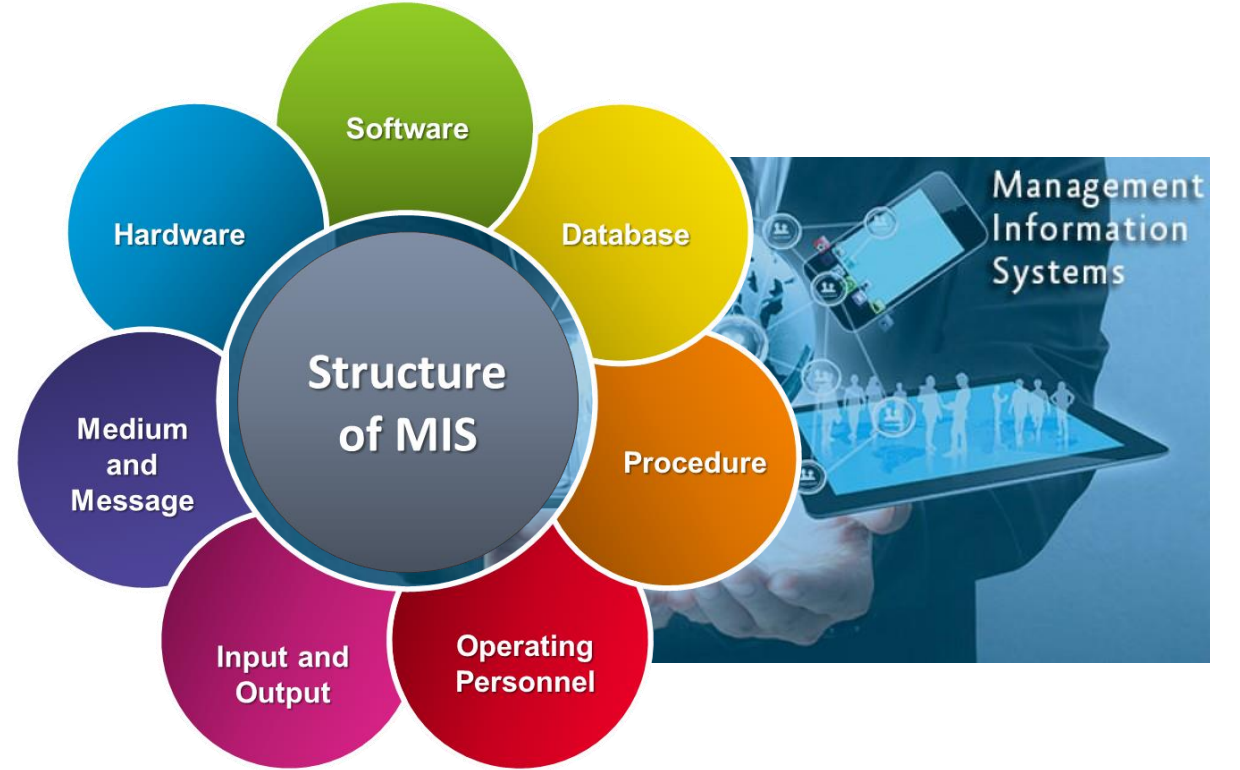 Software
Hardware
Database
Management
Information
Systems
Structure
of MIS
Medium
and
Message
Procedure
Input and
Output
Operating
Personnel